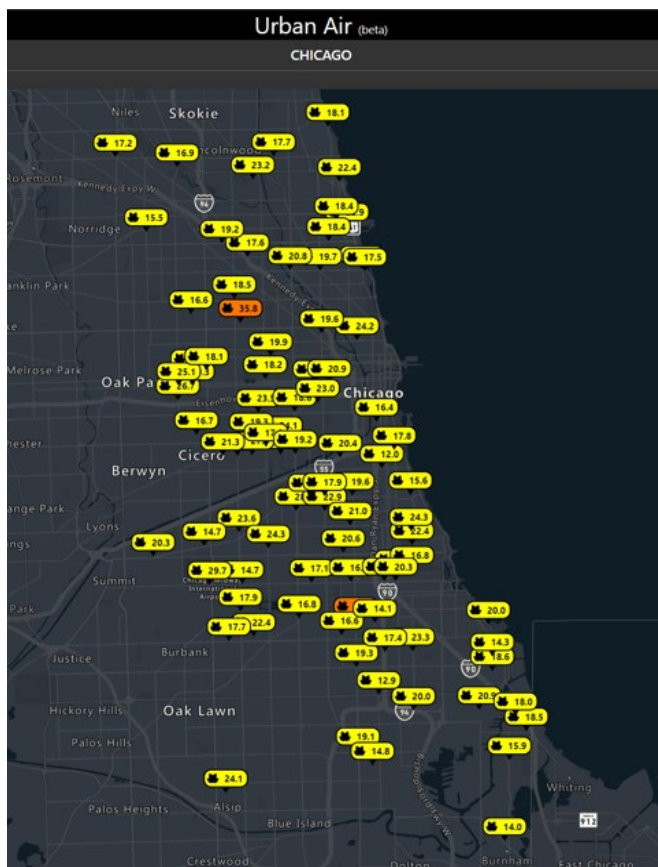 Urban Air (beta)
CHICAGO
Niles
Skokie
18.1
17.2
17.7
16.9
23.2
22.4
Rosemont
Kennedy Expy W
94
15.5
18.4
Norridge
19.2
18.4
17.6
20.8
19.7
17.5
18.5
16.6
35.8
19.6
24.2
19.9
18.1
18.2
Melrose Park
25.1
20.9
Oak
26.7
23.0
Chicago
16.4
16.7
17.8
21.3
19.2
20.4
Cicero
12.0
Berwyn
55
17.9
19.6
15.6
22.9
21.0
23.6
24.3
Lyons
14.7
24.3
22.4
20.3
20.6
16.8
29.7
14.7
17.1
20.3
Summit
90
17.9
16.8
14.1
20.0
Park
17.7
22.4
16.6
17.4
23.3
14.3
Burbank
Justice
19.3
18.6
90
12.9
20.0
20.9
18.0
Hickory Hills
Oak Lawn
94
18.5
19.1
Palos Hills
14.8
15.9
24.1
Whiting
Palos Heights
Alsip
Blue Island
14.0
912
Crestwood
Dolton
Burnham
East Chicago